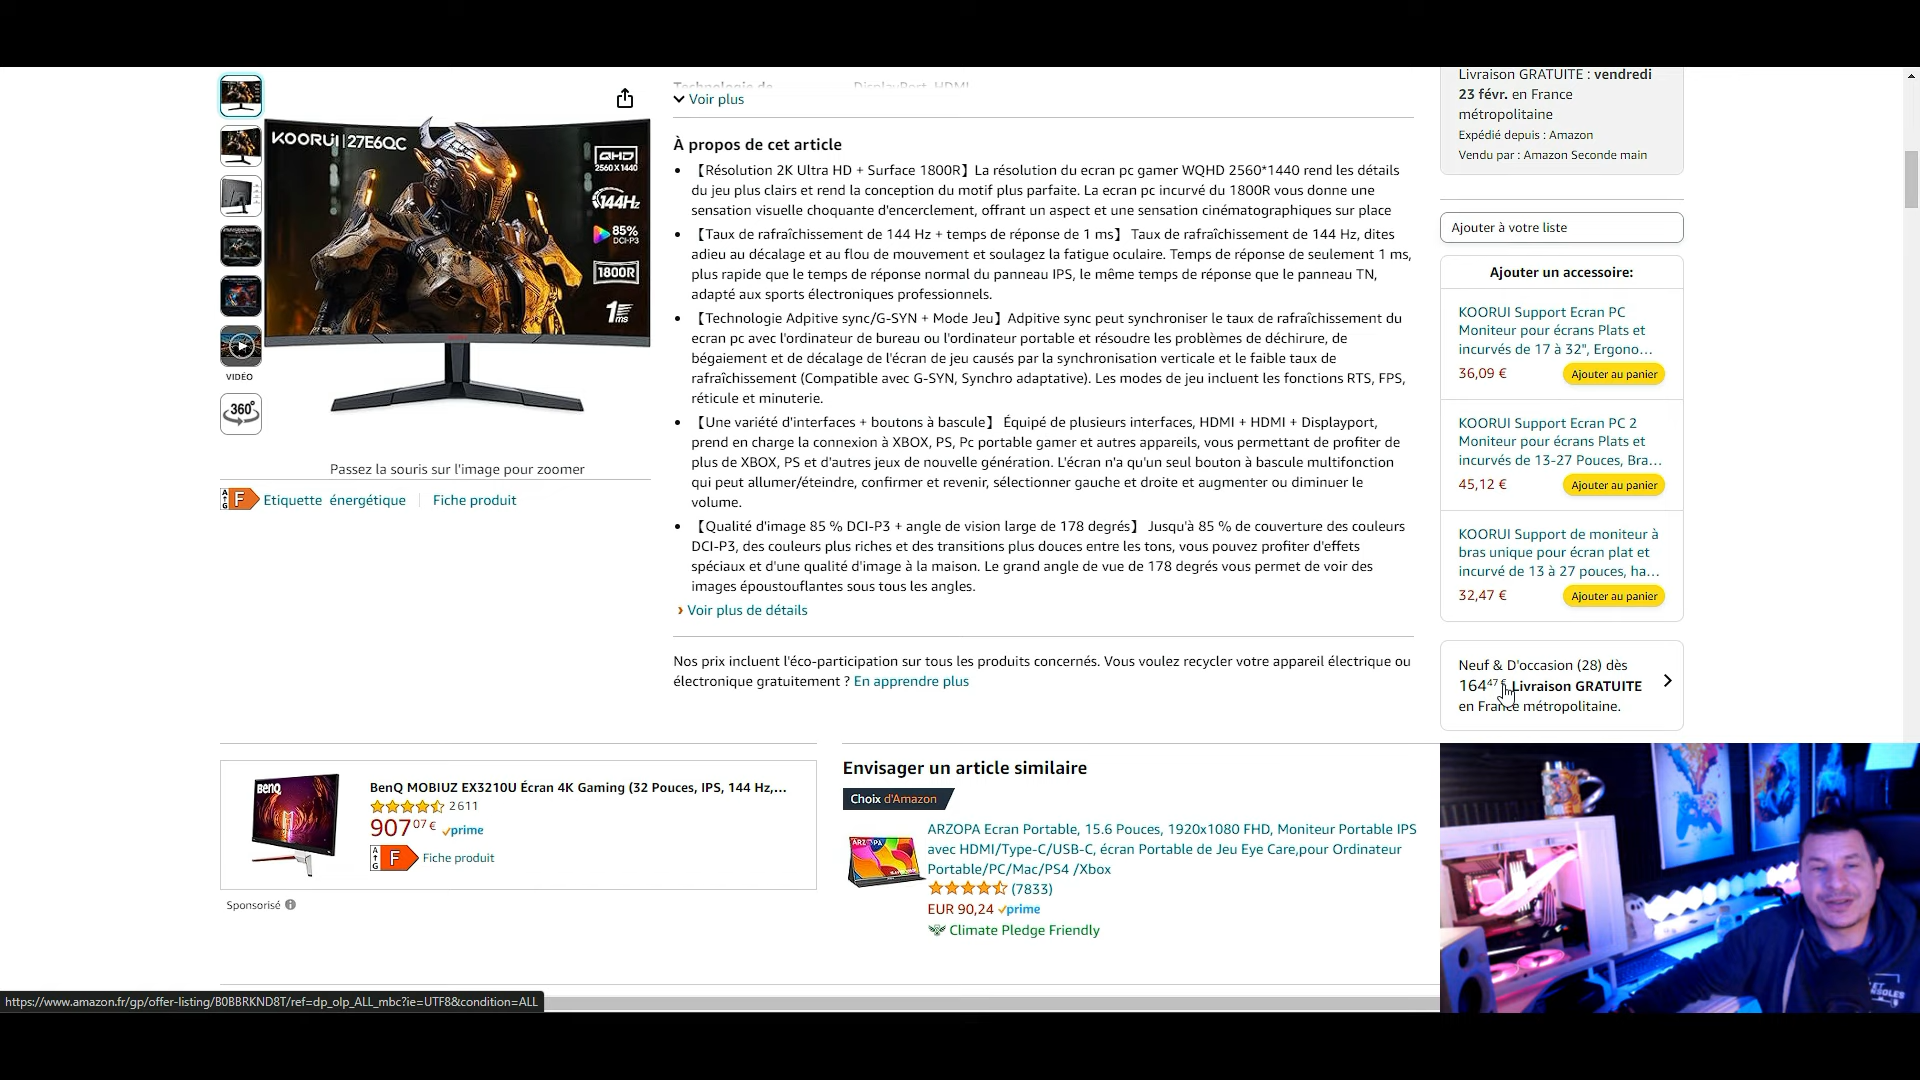 KOORUI | 27E6QC
QHD
2560 X 1440
144Hz
85%
DCI-P3
1800R
1ms
VIDÉO
360°
Passez la souris sur l'image pour zoomer
F
Etiquette énergétique
Fiche produit
Technologie de
DisplayPort, HDMI
Voir plus
À propos de cet article
• 【Résolution 2K Ultra HD + Surface 1800R】La résolution du ecran pc gamer WQHD 2560*1440 rend les détails
du jeu plus clairs et rend la conception du motif plus parfaite. La ecran pc incurvé du 1800R vous donne une
sensation visuelle choquante d'encerclement, offrant un aspect et une sensation cinématographiques sur place
• 【Taux de rafraîchissement de 144 Hz + temps de réponse de 1 ms】 Taux de rafraîchissement de 144 Hz, dites
adieu au décalage et au flou de mouvement et soulagez la fatigue oculaire. Temps de réponse de seulement 1 ms,
plus rapide que le temps de réponse normal du panneau IPS, le même temps de réponse que le panneau TN,
adapté aux sports électroniques professionnels.
• 【Technologie Adpitive sync/G-SYN + Mode Jeu】Adpitive sync peut synchroniser le taux de rafraîchissement du
ecran pc avec l'ordinateur de bureau ou l'ordinateur portable et résoudre les problèmes de déchirure, de
bégaiement et de décalage de l'écran de jeu causés par la synchronisation verticale et le faible taux de
rafraîchissement (Compatible avec G-SYN, Synchro adaptative). Les modes de jeu incluent les fonctions RTS, FPS,
réticule et minuterie.
• 【Une variété d'interfaces + boutons à bascule】 Équipé de plusieurs interfaces, HDMI + HDMI + Displayport,
prend en charge la connexion à XBOX, PS, Pc portable gamer et autres appareils, vous permettant de profiter de
plus de XBOX, PS et d'autres jeux de nouvelle génération. L'écran n'a qu'un seul bouton à bascule multifonction
qui peut allumer/éteindre, confirmer et revenir, sélectionner gauche et droite et augmenter ou diminuer le
volume.
• 【Qualité d'image 85 % DCI-P3 + angle de vision large de 178 degrés】 Jusqu'à 85 % de couverture des couleurs
DCI-P3, des couleurs plus riches et des transitions plus douces entre les tons, vous pouvez profiter d'effets
spéciaux et d'une qualité d'image à la maison. Le grand angle de vue de 178 degrés vous permet de voir des
images époustouflantes sous tous les angles.
› Voir plus de détails
Nos prix incluent l'éco-participation sur tous les produits concernés. Vous voulez recycler votre appareil électrique ou
électronique gratuitement ? En apprendre plus
Livraison GRATUITE : vendredi
23 févr. en France
métropolitaine
Expédié depuis : Amazon
Vendu par : Amazon Seconde main
Ajouter à votre liste
Ajouter un accessoire:
KOORUI Support Ecran PC
Moniteur pour écrans Plats et
incurvés de 17 à 32", Ergono...
36,09 €
Ajouter au panier
KOORUI Support Ecran PC 2
Moniteur pour écrans Plats et
incurvés de 13-27 Pouces, Bra...
45,12 €
Ajouter au panier
KOORUI Support de moniteur à
bras unique pour écran plat et
incurvé de 13 à 27 pouces, ha...
32,47 €
Ajouter au panier
Neuf & D'occasion (28) dès
164,47 € Livraison GRATUITE
en France métropolitaine.
BenQ
BenQ MOBIUZ EX3210U Écran 4K Gaming (32 Pouces, IPS, 144 Hz,...
2 611
907,07 € prime
F
Fiche produit
Sponsorisé
Envisager un article similaire
Choix d'Amazon
ARZOPA
ARZOPA Ecran Portable, 15.6 Pouces, 1920x1080 FHD, Moniteur Portable IPS
avec HDMI/Type-C/USB-C, écran Portable de Jeu Eye Care,pour Ordinateur
Portable/PC/Mac/PS4 /Xbox
(7833)
EUR 90,24 prime
Climate Pledge Friendly
https://www.amazon.fr/gp/offer-listing/B0BBRKND8T/ref=dp_olp_ALL_mbc?ie=UTF8&condition=ALL